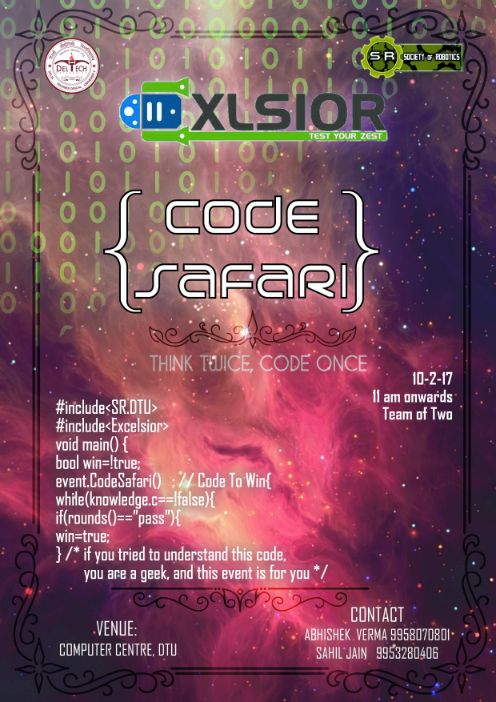 DELTECH
SR SOCIETY OF ROBOTICS
EXLSIOR
TEST YOUR ZEST
{CODE
SAFARI}
THINK TWICE, CODE ONCE
10-2-17
11 am onwards
Team of Two
#include<SR.DTU>
#include<Excelsior>
void main() {
bool win=!true;
event.CodeSafari() ; // Code To Win{
while(knowledge.c==!false){
if(rounds()=="pass"){
win=true;
} /* if you tried to understand this code,
you are a geek, and this event is for you */
VENUE:
COMPUTER CENTRE, DTU
CONTACT
ABHISHEK VERMA 9958070801
SAHIL JAIN 9953280406